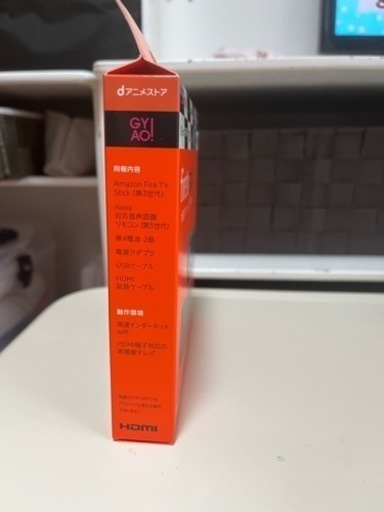 dアニメストア
GY
AO!
同梱内容
Amazon Fire TV
Stick (第3世代)
Alexa
対応音声認識
リモコン (第3世代)
単4電池 2個
電源アダプタ
USBケーブル
HDMI
延長ケーブル
動作環境
高速インターネット
HDMI端子対応の
テレビ
HDMI